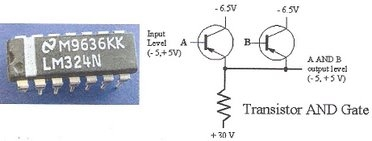 M9636KK
LM324N
- 6.5V
- 6.5V
Input
Level
(-5,+5V)
A
B
A AND B
output level
(- 5, + 5 V)
Transistor AND Gate
+30 V